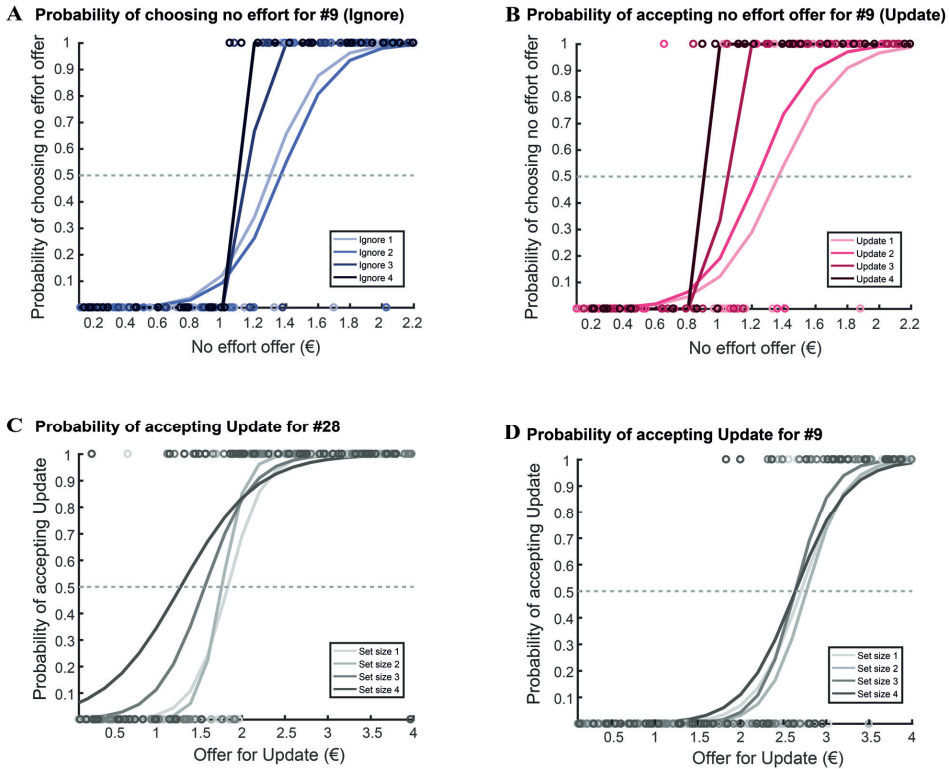 A Probability of choosing no effort for #9 (Ignore)
Probability of choosing no effort offer
1
0.9
0.8
0.7
0.6
0.5
0.4
0.3
0.2
0.1
Ignore 1
Ignore 2
Ignore 3
Ignore 4
0.2 0.4 0.6 0.8 1 1.2 1.4 1.6 1.8 2 2.2
No effort offer (€)
B Probability of accepting no effort offer for #9 (Update)
Probability of choosing no effort offer
1
0.9
0.8
0.7
0.6
0.5
0.4
0.3
0.2
0.1
Update 1
Update 2
Update 3
Update 4
0.2 0.4 0.6 0.8 1 1.2 1.4 1.6 1.8 2 2.2
No effort offer (€)
C Probability of accepting Update for #28
Probability of accepting Update
1
0.9
0.8
0.7
0.6
0.5
0.4
0.3
0.2
0.1
Set size 1
Set size 2
Set size 3
Set size 4
0.5 1 1.5 2 2.5 3 3.5 4
Offer for Update (€)
D Probability of accepting Update for #9
Probability of accepting Update
1
0.9
0.8
0.7
0.6
0.5
0.4
0.3
0.2
0.1
Set size 1
Set size 2
Set size 3
Set size 4
0.5 1 1.5 2 2.5 3 3.5 4
Offer for Update (€)